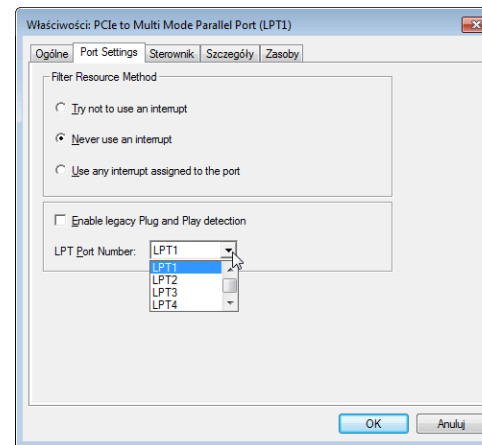 Właściwości: PCIe to Multi Mode Parallel Port (LPT1)
Ogólne Port Settings Sterownik Szczegóły Zasoby
Filter Resource Method
Try not to use an interrupt
Never use an interrupt
Use any interrupt assigned to the port
Enable legacy Plug and Play detection
LPT Port Number: LPT1
LPT1
LPT2
LPT3
LPT4
OK Anuluj